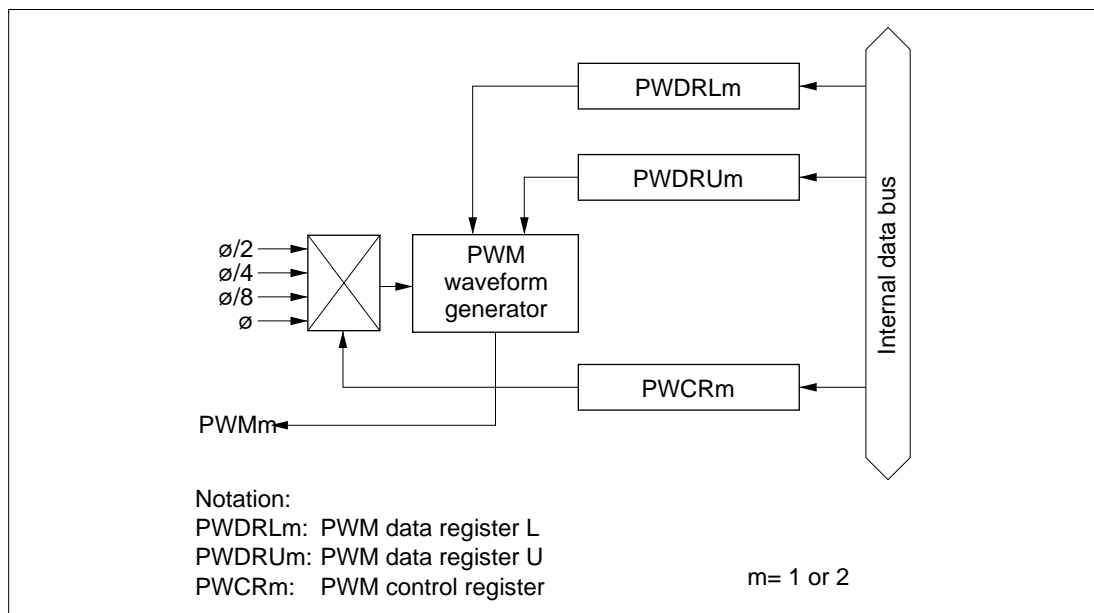 PWDRLm
PWDRUm
Internal data bus
ø/2
ø/4
ø/8
ø
PWM
waveform
generator
PWCRm
PWMm
Notation:
PWDRLm: PWM data register L
PWDRUm: PWM data register U
PWCRm: PWM control register
m= 1 or 2